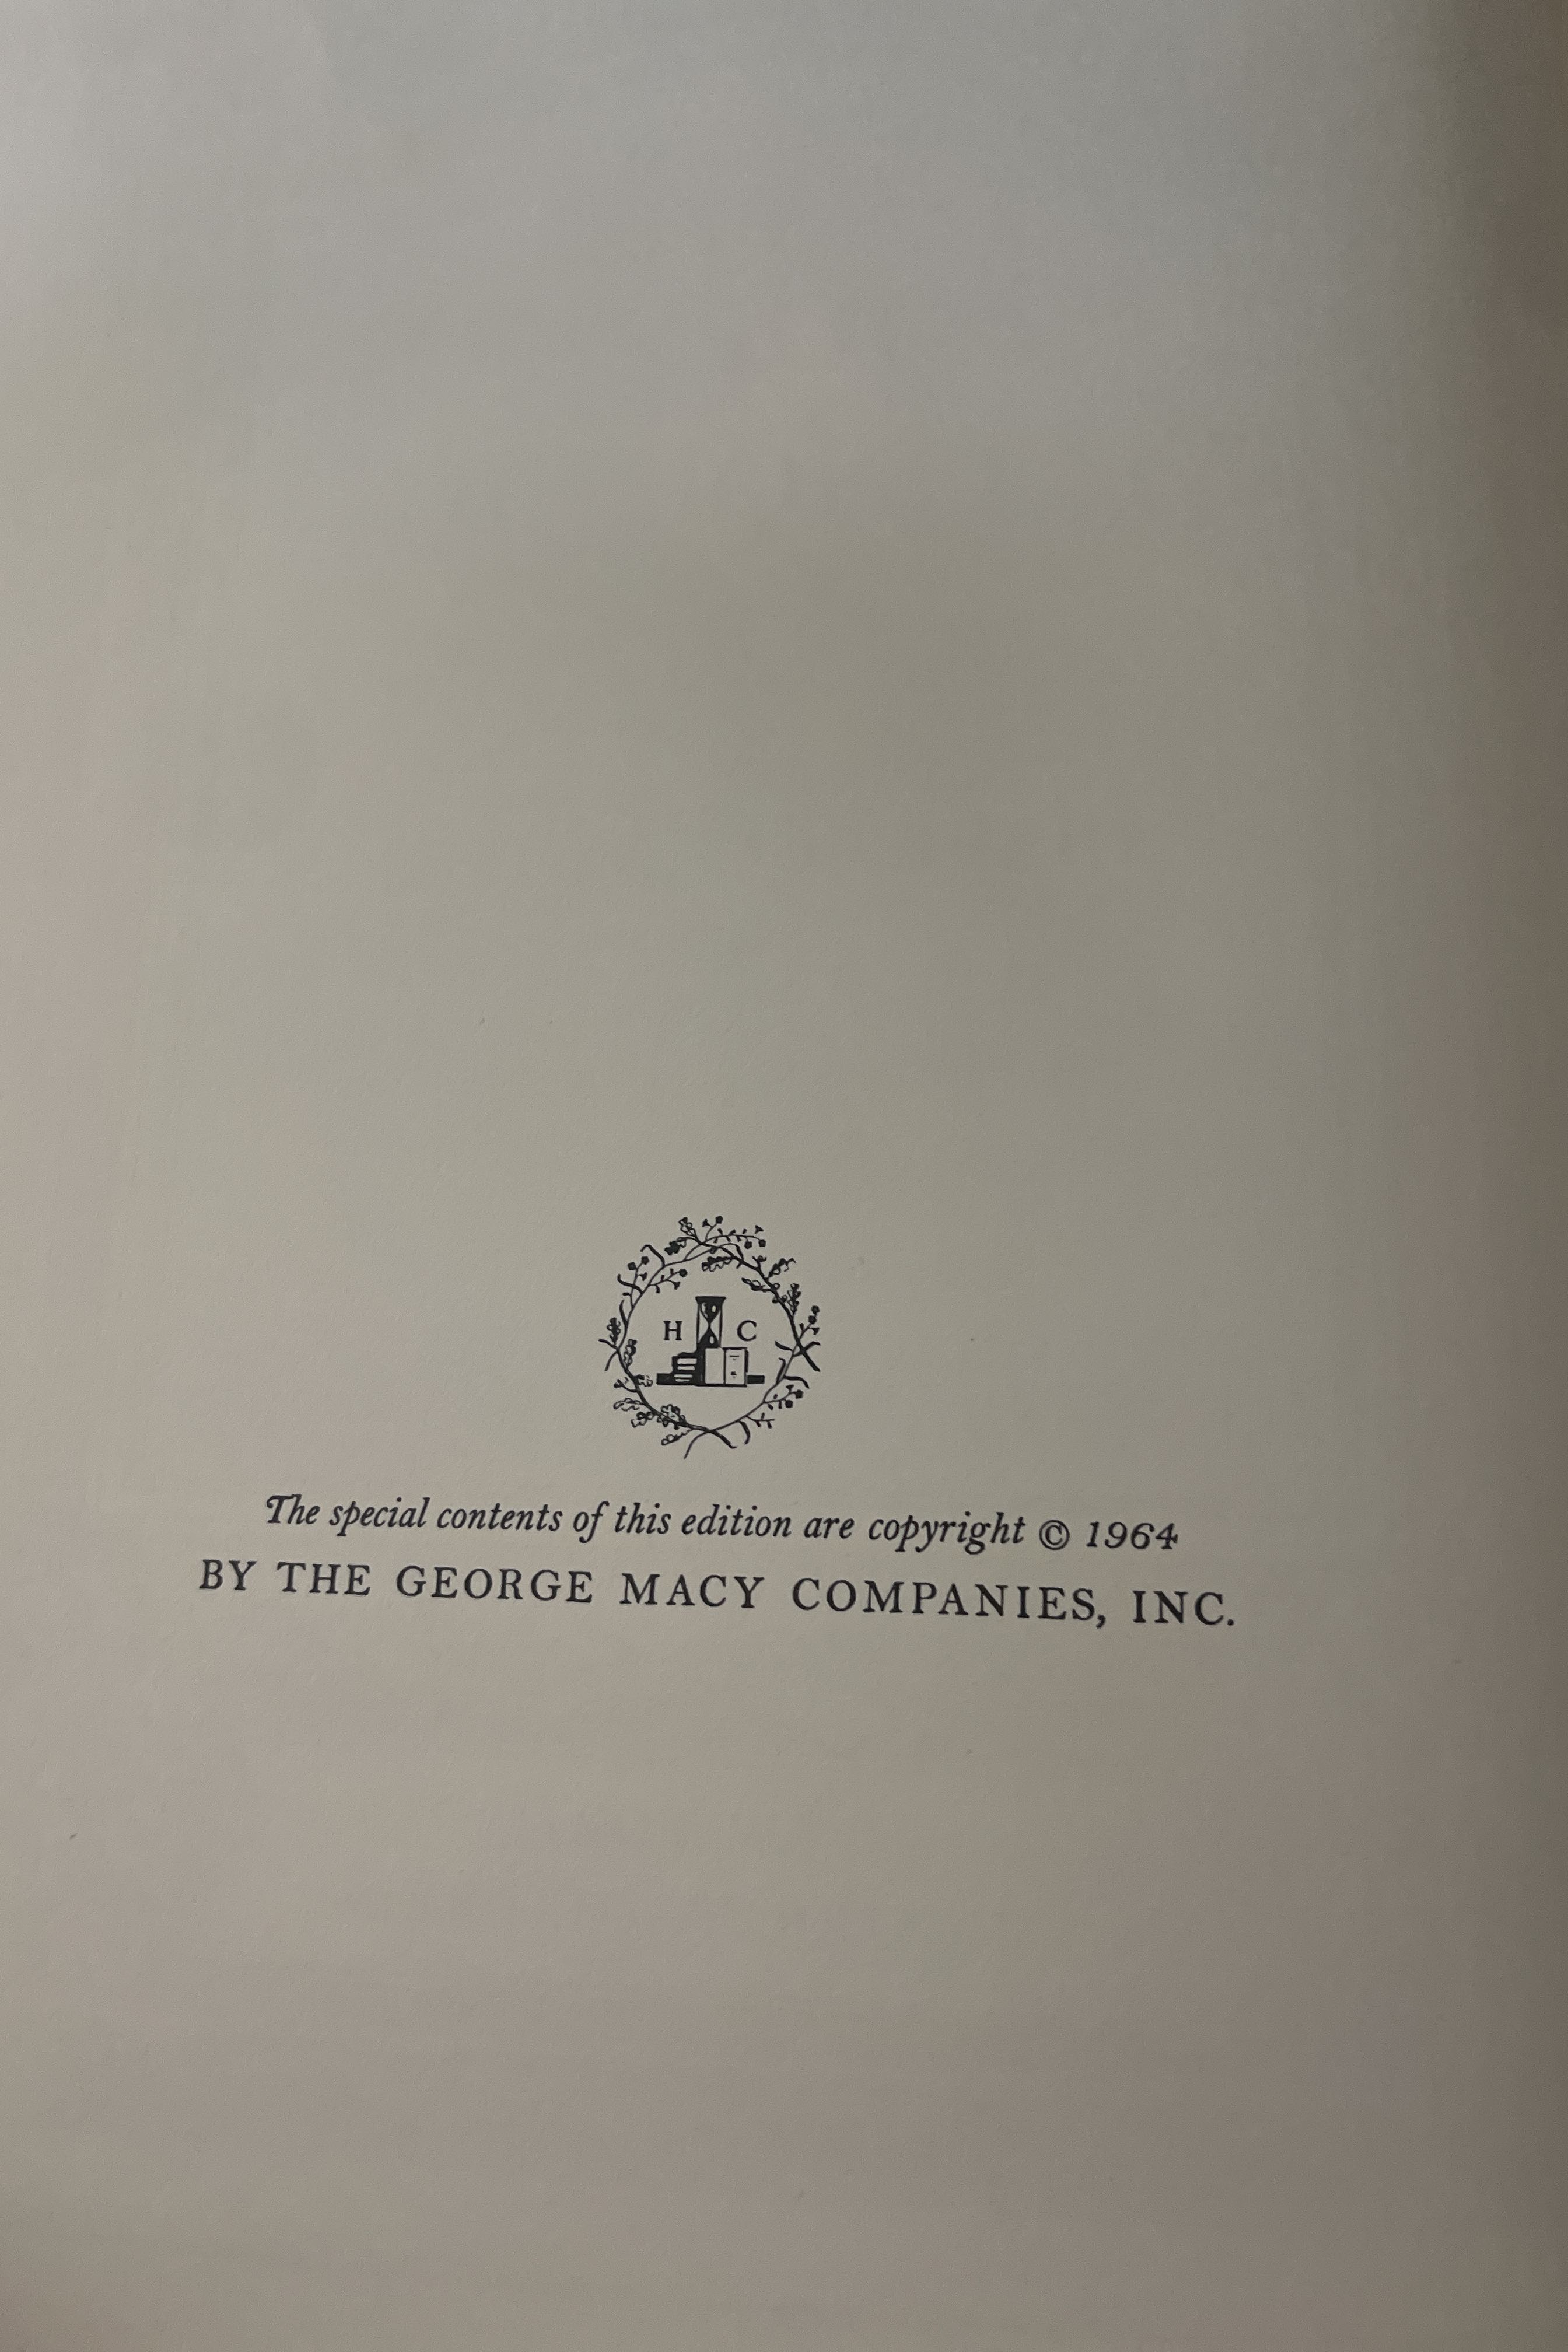 H C
The special contents of this edition are copyright © 1964
BY THE GEORGE MACY COMPANIES, INC.